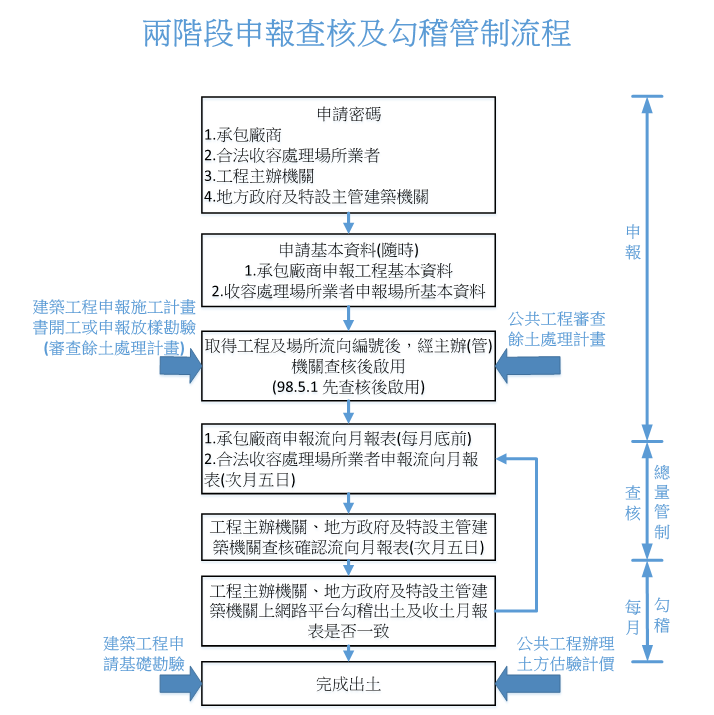 兩階段申報查核及勾稽管制流程
申請密碼
1.承包廠商
2.合法收容處理場所業者
3.工程主辦機關
4.地方政府及特設主管建築機關
申請基本資料(隨時)
1.承包廠商申報工程基本資料
2.收容處理場所業者申報場所基本資料
建築工程申報施工計畫
書開工或申報放樣勘驗
(審查餘土處理計畫)
取得工程及場所流向編號後，經主辦(管)
機關查核後啟用
(98.5.1 先查核後啟用)
公共工程審查
餘土處理計畫
申報
1.承包廠商申報流向月報表(每月底前)
2.合法收容處理場所業者申報流向月報
表(次月五日)
總量管制
查核
工程主辦機關、地方政府及特設主管建
築機關查核確認流向月報表(次月五日)
工程主辦機關、地方政府及特設主管建
築機關上網路平台勾稽出土及收土月報
表是否一致
勾稽
每月
建築工程申
請基礎勘驗
完成出土
公共工程辦理
土方估驗計價